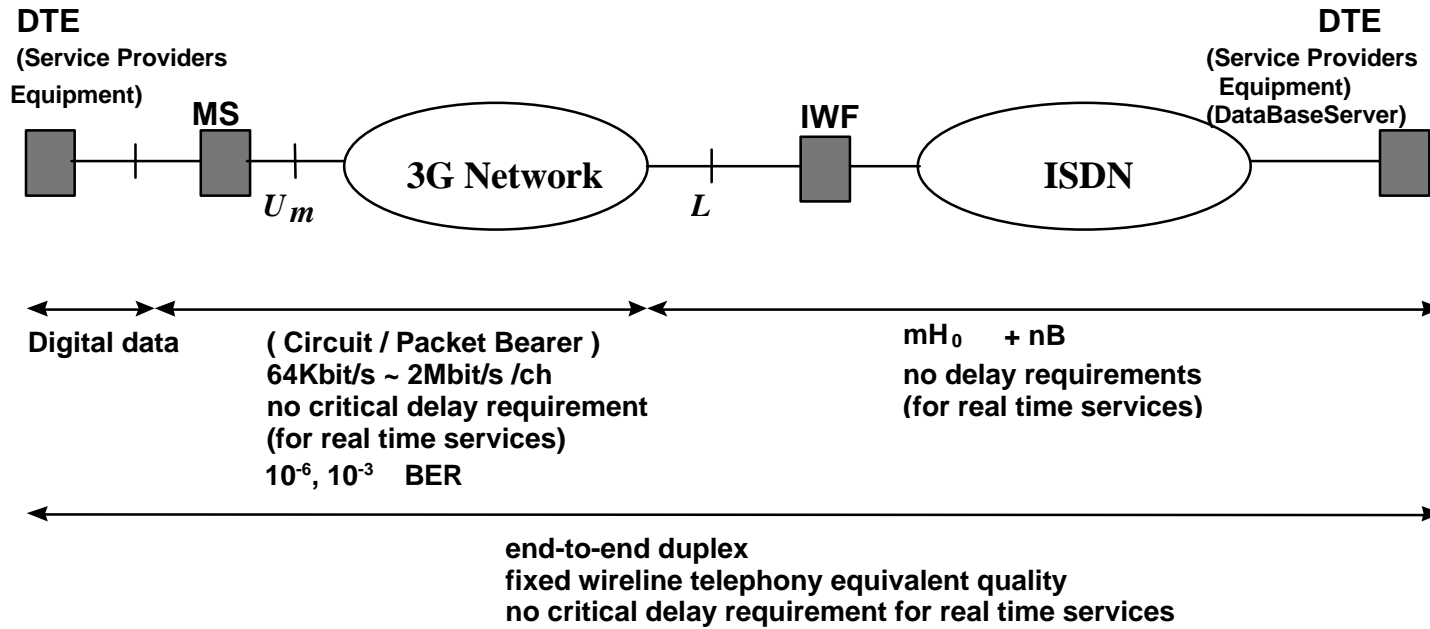 DTE
(Service Providers
Equipment)
MS
U m
3G Network
L
IWF
ISDN
DTE
(Service Providers
Equipment)
(DataBaseServer)
Digital data
( Circuit / Packet Bearer )
64Kbit/s ~ 2Mbit/s /ch
no critical delay requirement
(for real time services)
10⁻⁶, 10⁻³ BER
mH₀ + nB
no delay requirements
(for real time services)
end-to-end duplex
fixed wireline telephony equivalent quality
no critical delay requirement for real time services